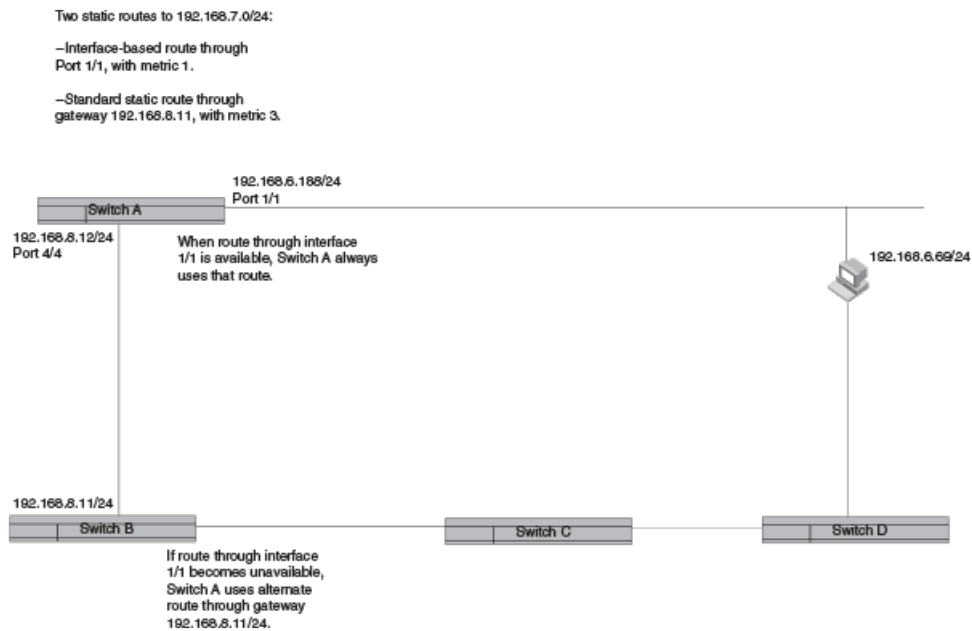 Two static routes to 192.168.7.0/24:
–Interface-based route through
Port 1/1, with metric 1.
–Standard static route through
gateway 192.168.8.11, with metric 3.
192.168.6.188/24
Port 1/1
Switch A
192.168.8.12/24
Port 4/4
When route through interface
1/1 is available, Switch A always
uses that route.
192.168.6.69/24
192.168.8.11/24
Switch B
Switch C
Switch D
If route through interface
1/1 becomes unavailable,
Switch A uses alternate
route through gateway
192.168.8.11/24.